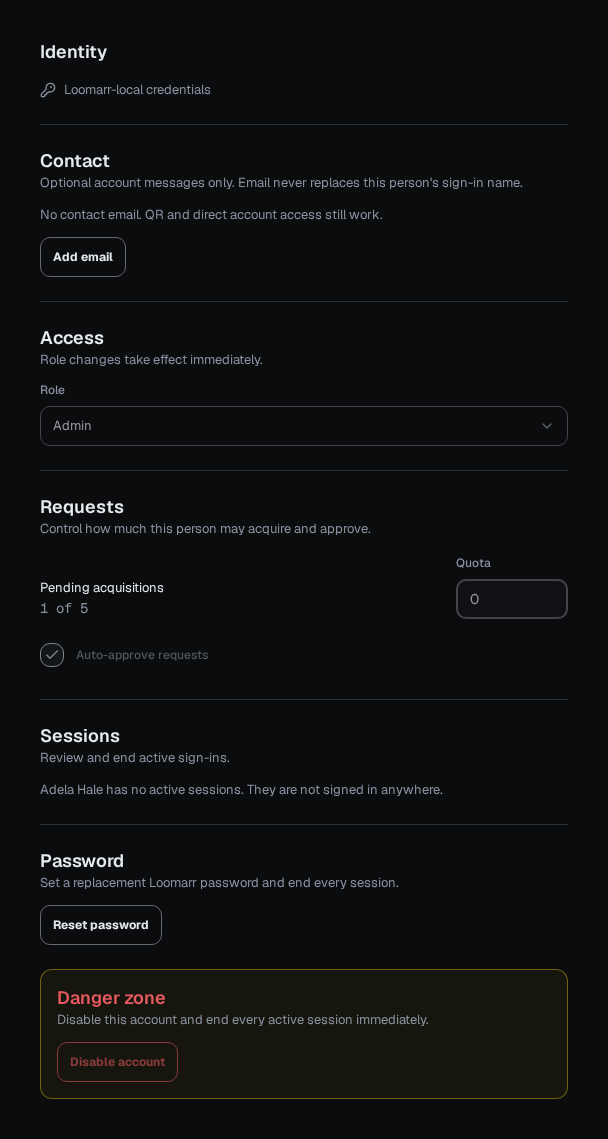 Identity
Loomarr-local credentials
Contact
Optional account messages only. Email never replaces this person's sign-in name.
No contact email. QR and direct account access still work.
Add email
Access
Role changes take effect immediately.
Role
Admin
Requests
Control how much this person may acquire and approve.
Quota
Pending acquisitions
0
1 of 5
Auto-approve requests
Sessions
Review and end active sign-ins.
Adela Hale has no active sessions. They are not signed in anywhere.
Password
Set a replacement Loomarr password and end every session.
Reset password
Danger zone
Disable this account and end every active session immediately.
Disable account